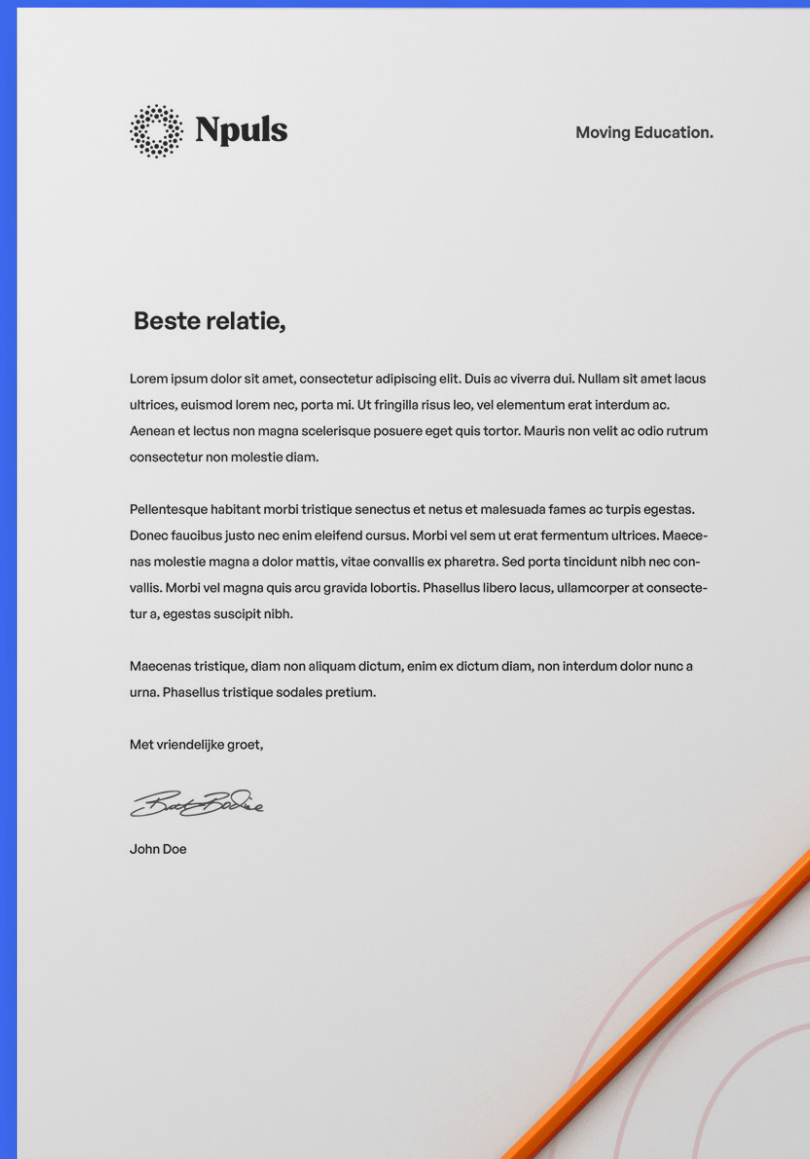 Npuls
Moving Education.
Beste relatie,
Lorem ipsum dolor sit amet, consectetur adipiscing elit. Duis ac viverra dui. Nullam sit amet lacus
ultrices, euismod lorem nec, porta mi. Ut fringilla risus leo, vel elementum erat interdum ac.
Aenean et lectus non magna scelerisque posuere eget quis tortor. Mauris non velit ac odio rutrum
consectetur non molestie diam.
Pellentesque habitant morbi tristique senectus et netus et malesuada fames ac turpis egestas.
Donec faucibus justo nec enim eleifend cursus. Morbi vel sem ut erat fermentum ultrices. Maece-
nas molestie magna a dolor mattis, vitae convallis ex pharetra. Sed porta tincidunt nibh nec con-
vallis. Morbi vel magna quis arcu gravida lobortis. Phasellus libero lacus, ullamcorper at consecte-
tur a, egestas suscipit nibh.
Maecenas tristique, diam non aliquam dictum, enim ex dictum diam, non interdum dolor nunc a
urna. Phasellus tristique sodales pretium.
Met vriendelijke groet,
John Doe